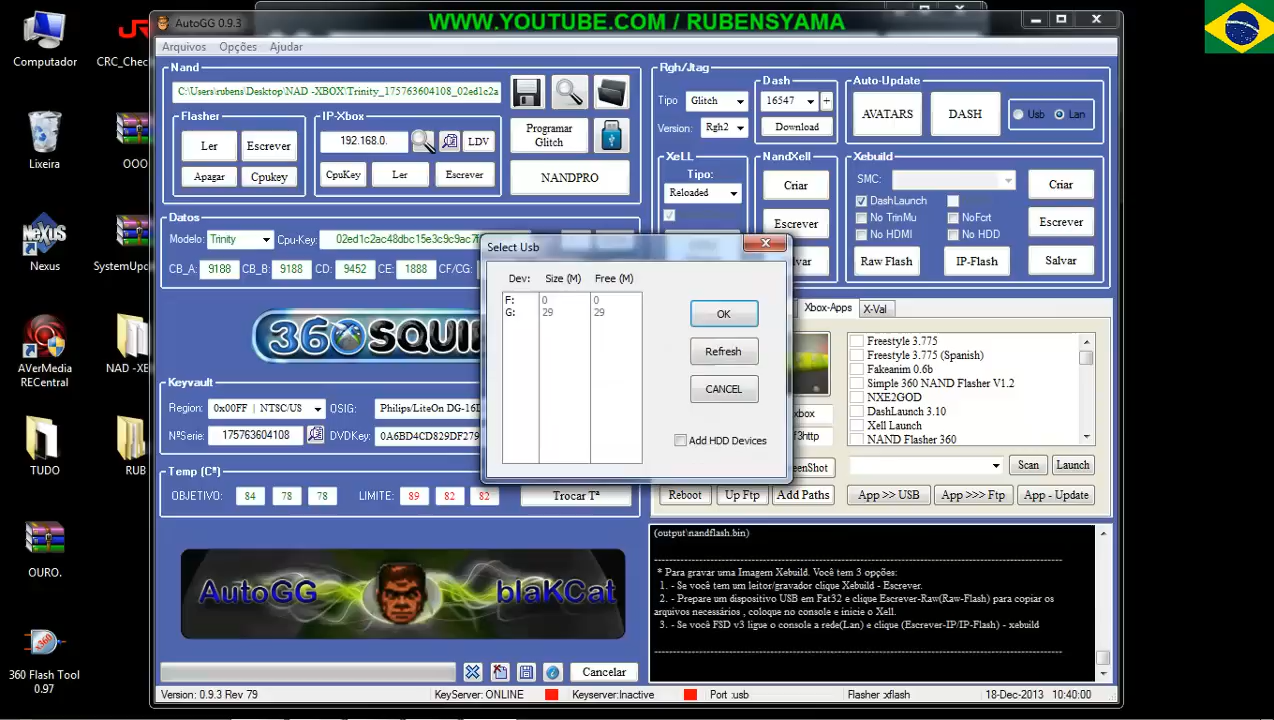 WWW.YOUTUBE.COM / RUBENSYAMA
Computador
CRC_Chec
Lixeira
OOO
Nexus
SystemUp
AVerMedia
RECentral
NAD -XB
TUDO
RUB
OURO.
360 Flash Tool
0.97
AutoGG 0.9.3
Arquivos Opções Ajudar
Nand
C:\Users\rubens\Desktop\NAD -XBOX\Trinity_175763604108_02ed1c2a
Flasher
Ler Escrever
Apagar Cpukey
IP-Xbox
192.168.0. LDV
CpuKey Ler Escrever
Programar
Glitch
NANDPRO
Datos
Modelo: Trinity Cpu-Key: 02ed1c2ac48dbc15e3c9c9ac7
CB_A: 9188 CB_B: 9188 CD: 9452 CE: 1888 CF/CG:
360SQUI
Keyvault
Region: 0x00FF | NTSC/US OSIG: Philips/LiteOn DG-16D
NºSerie: 175763604108 DVDKey: 0A6BD4CD829DF279
Temp (Cº)
OBJETIVO: 84 78 78 LIMITE: 89 82 82 Trocar Tª
AutoGG blaKCat
Cancelar
Rgh/Jtag
Tipo Glitch
Version: Rgh2
Dash
16547 +
Download
Auto-Update
AVATARS DASH Usb Lan
XeLL
Tipo:
Reloaded
NandXell
Criar
Escrever
Xebuild
SMC: Criar
DashLaunch
No TrinMu NoFcrt Escrever
No HDMI No HDD
Raw Flash IP-Flash Salvar
Select Usb
Dev: Size (M) Free (M)
F: 0 0
G: 29 29
OK
Refresh
CANCEL
Add HDD Devices
Xbox-Apps X-Val
Freestyle 3.775
Freestyle 3.775 (Spanish)
Fakeanim 0.6b
Simple 360 NAND Flasher V1.2
NXE2GOD
DashLaunch 3.10
Xell Launch
NAND Flasher 360
Scan Launch
Reboot Up Ftp Add Paths App >> USB App >>> Ftp App - Update
(output\nandflash.bin)
* Para gravar uma Imagem Xebuild. Você tem 3 opções:
1. - Se você tem um leitor/gravador clique Xebuild - Escrever.
2. - Prepare um dispositivo USB em Fat32 e clique Escrever-Raw(Raw-Flash) para copiar os
arquivos necessários , coloque no console e inicie o Xell.
3. - Se você FSD v3 ligue o console a rede(Lan) e clique (Escrever-IP/IP-Flash) - xebuild
Version: 0.9.3 Rev 79 KeyServer: ONLINE Keyserver:Inactive Port :usb Flasher :xflash 18-Dec-2013 10:40:00